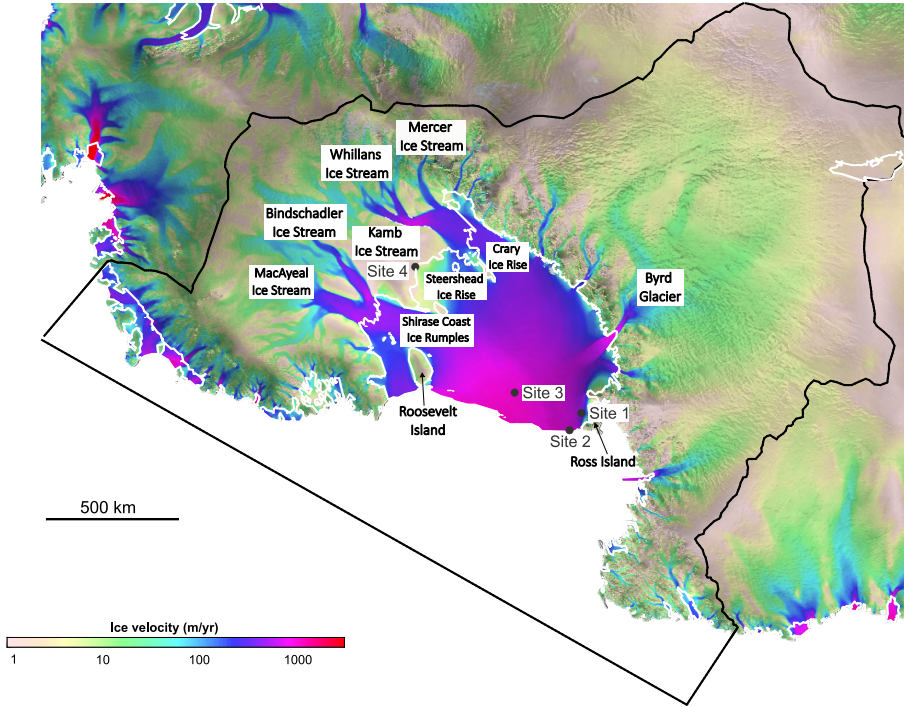 Mercer
Ice Stream
Whillans
Ice Stream
Bindschadler
Ice Stream
Kamb
Ice Stream
Crary
Ice Rise
Site 4
MacAyeal
Ice Stream
Steershead
Ice Rise
Byrd
Glacier
Shirase Coast
Ice Rumples
Site 3
Roosevelt
Island
Site 1
Site 2
Ross Island
500 km
Ice velocity (m/yr)
1
10
100
1000